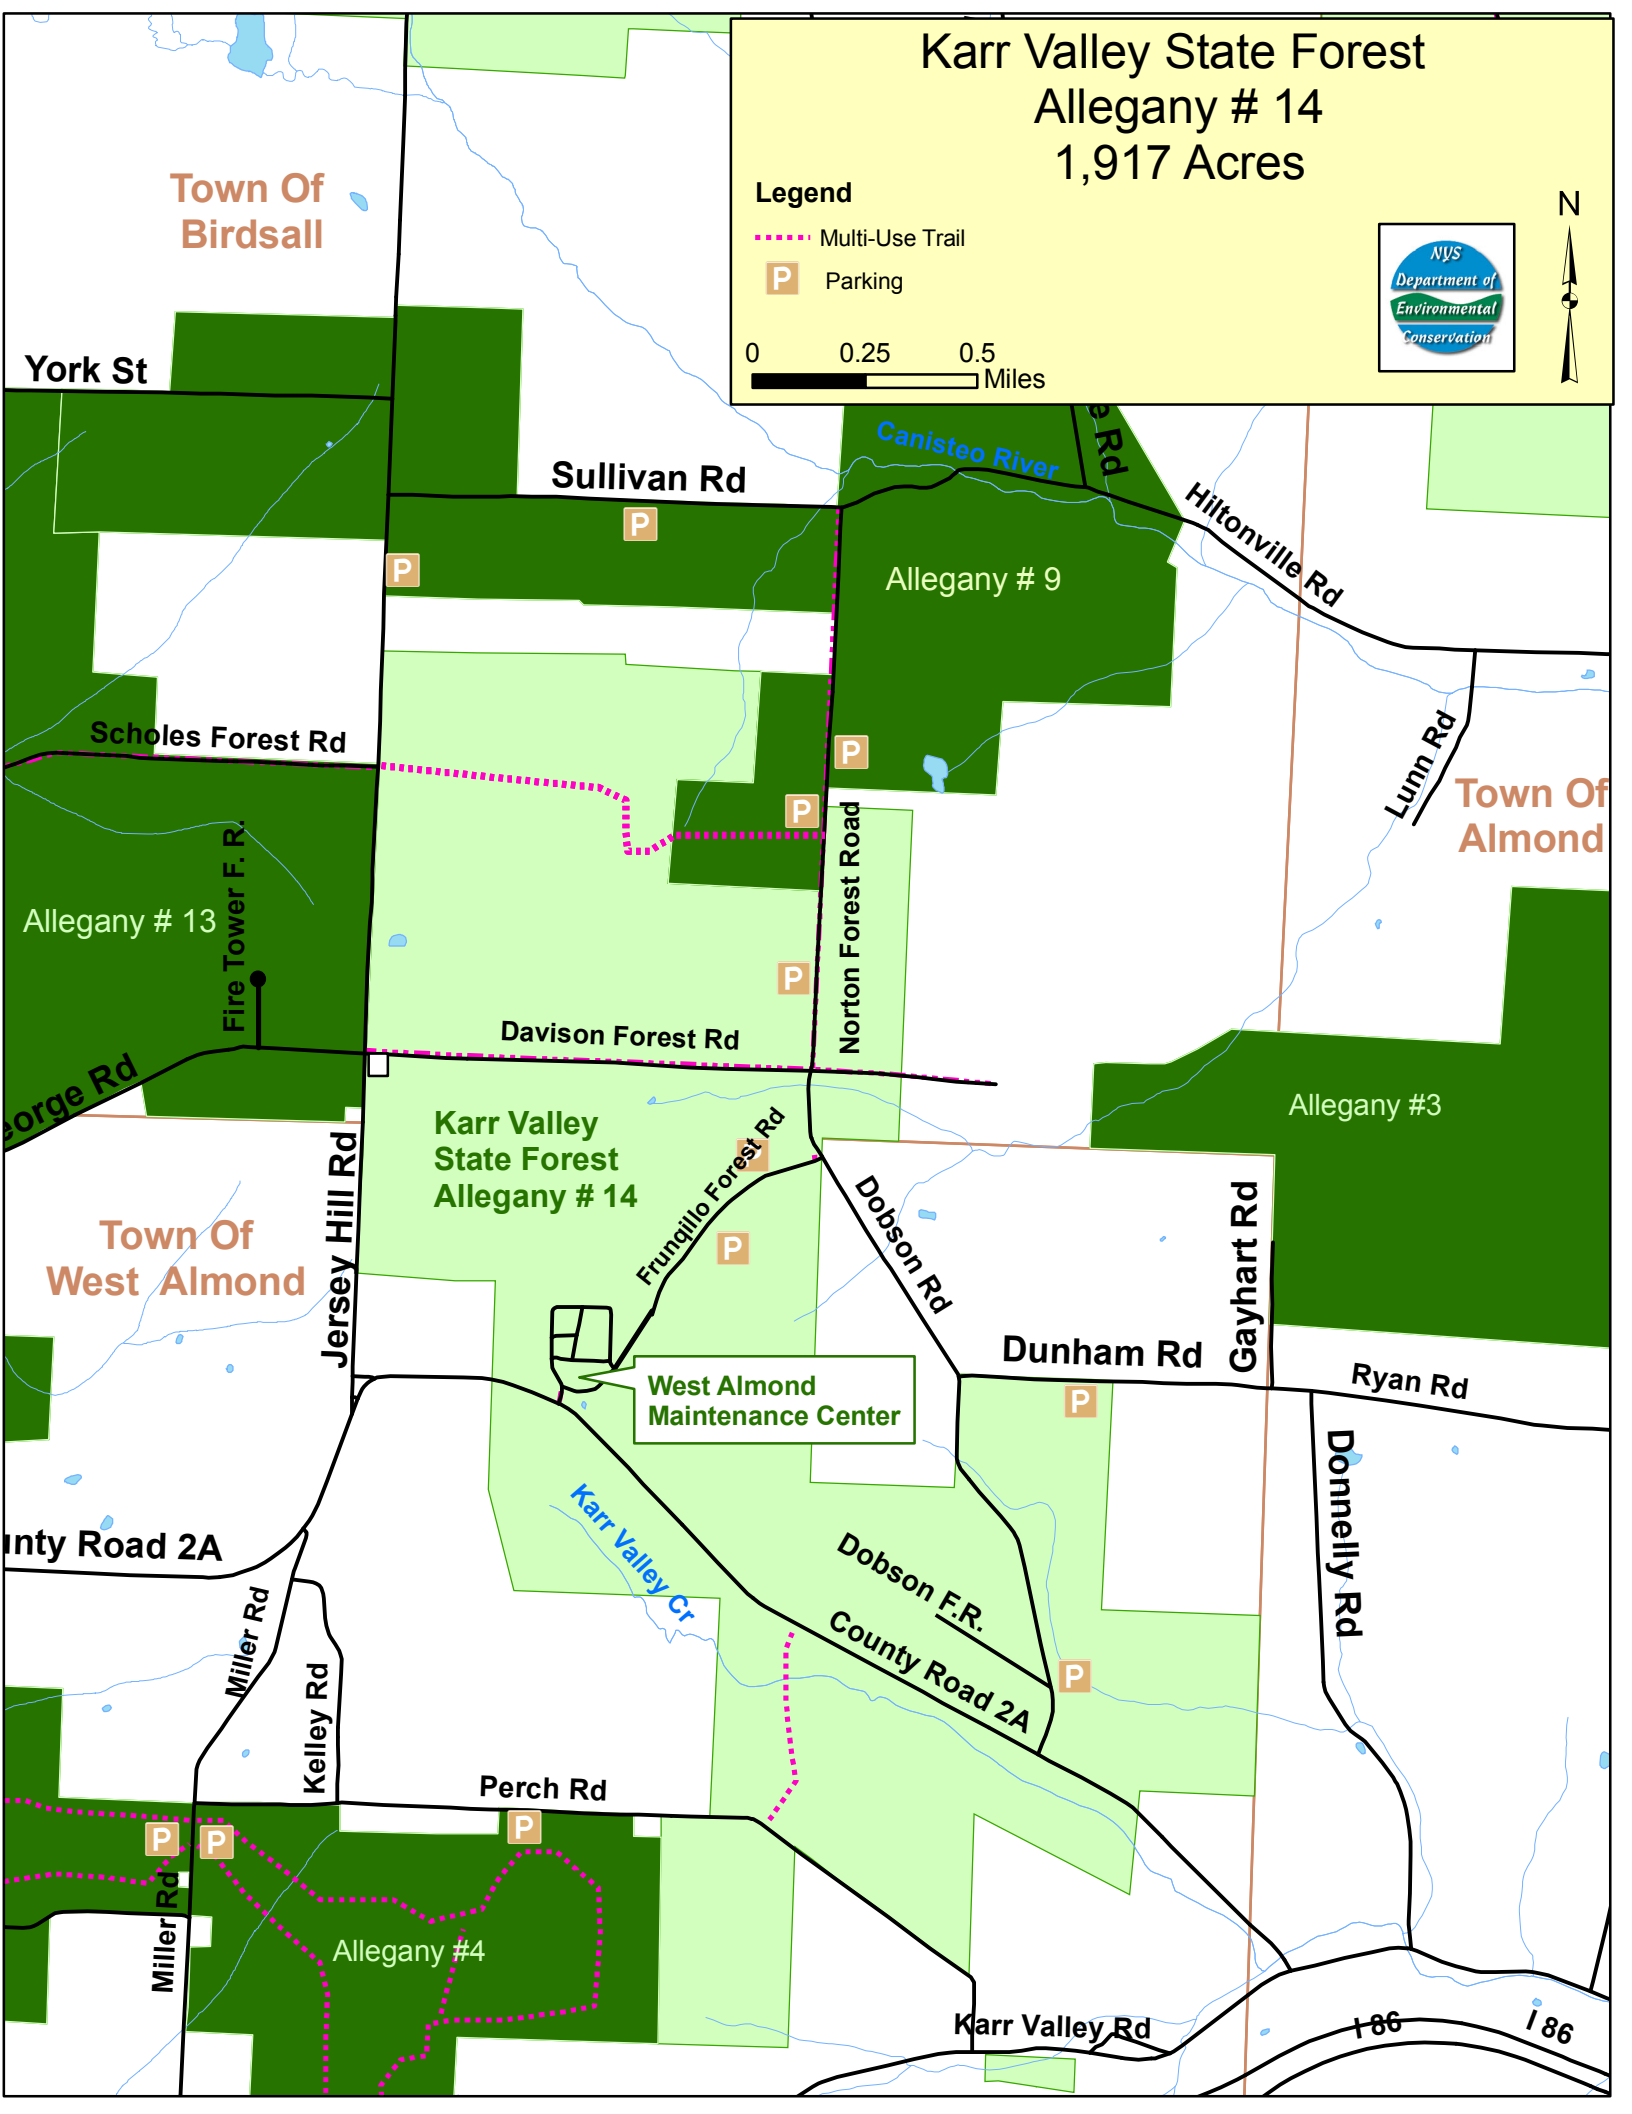 Karr Valley State Forest
Allegany # 14
1,917 Acres
Legend
Multi-Use Trail
P
Parking
0 0.25 0.5
Miles
NYS
Department of
Environmental
Conservation
N
Town Of
Birdsall
York St
Canisteo River
e Rd
Sullivan Rd
P
P
Hiltonville Rd
Allegany # 9
Scholes Forest Rd
P
P
Lunn Rd
Town Of
Almond
Norton Forest Road
Allegany # 13
Fire Tower F. R.
P
Davison Forest Rd
eorge Rd
Allegany #3
Karr Valley
State Forest
Allegany # 14
P
Frunqillo Forest Rd
P
Jersey Hill Rd
Town Of
West Almond
Dobson Rd
Gayhart Rd
Dunham Rd
Ryan Rd
P
West Almond
Maintenance Center
Donnelly Rd
Karr Valley Cr
unty Road 2A
Dobson F.R.
County Road 2A
P
Miller Rd
Kelley Rd
Perch Rd
P
P
P
Miller Rd
Allegany #4
Karr Valley Rd
I 86
I 86